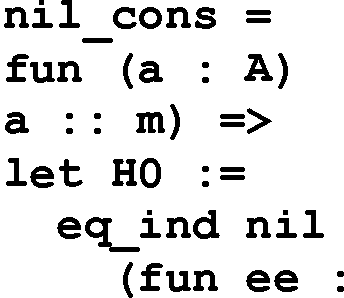 nil_cons =
fun (a : A)
a :: m) =>
let H0 :=
eq_ind nil
(fun ee :